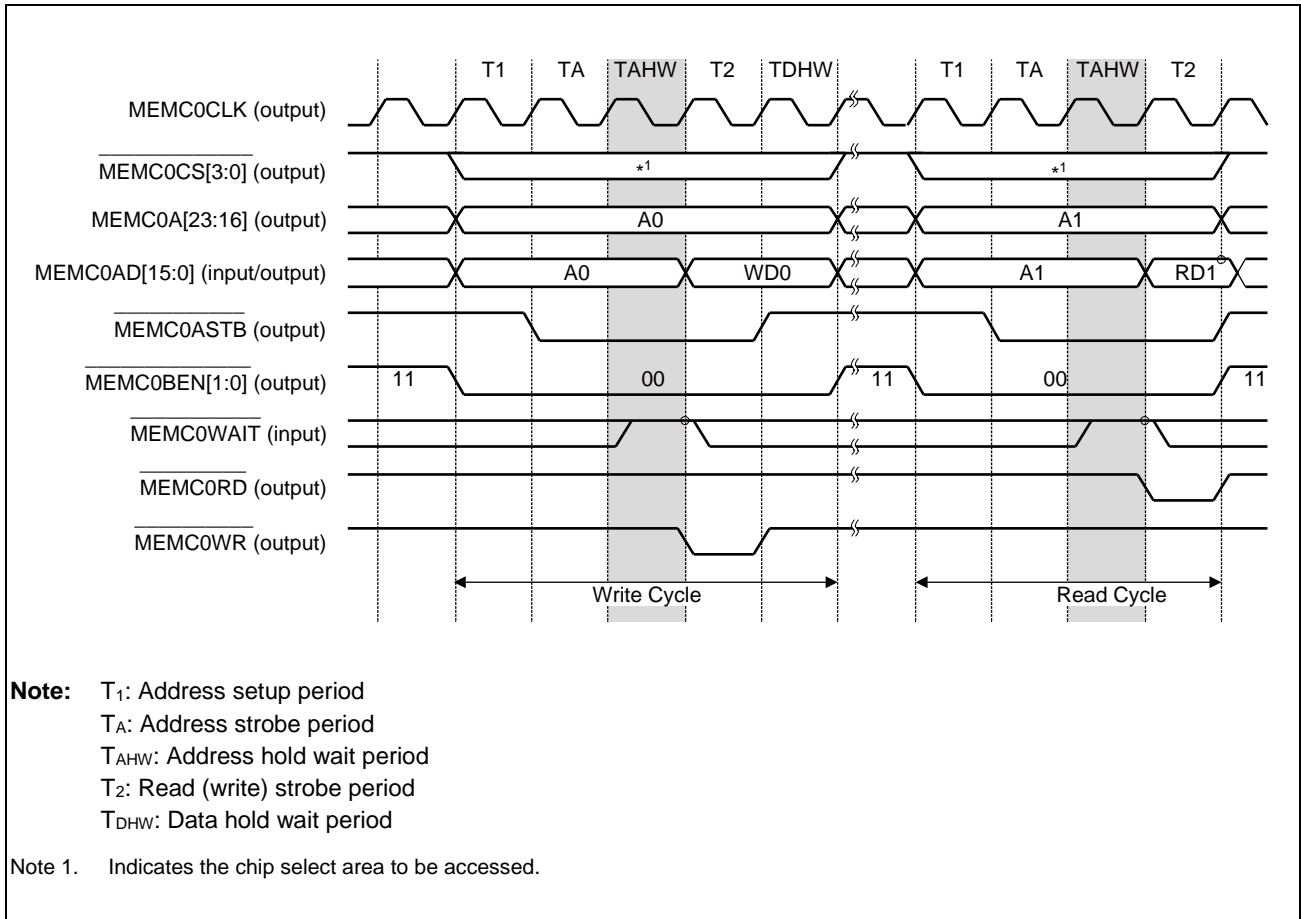 T1 TA TAHW T2 TDHW T1 TA TAHW T2
MEMC0CLK (output)
MEMC0CS[3:0] (output) *1 *1
MEMC0A[23:16] (output) A0 A1
MEMC0AD[15:0] (input/output) A0 WD0 A1 RD1
MEMC0ASTB (output)
MEMC0BEN[1:0] (output) 11 00 11 00 11
MEMC0WAIT (input)
MEMC0RD (output)
MEMC0WR (output)
Write Cycle Read Cycle
Note: T1: Address setup period
TA: Address strobe period
TAHW: Address hold wait period
T2: Read (write) strobe period
TDHW: Data hold wait period
Note 1. Indicates the chip select area to be accessed.